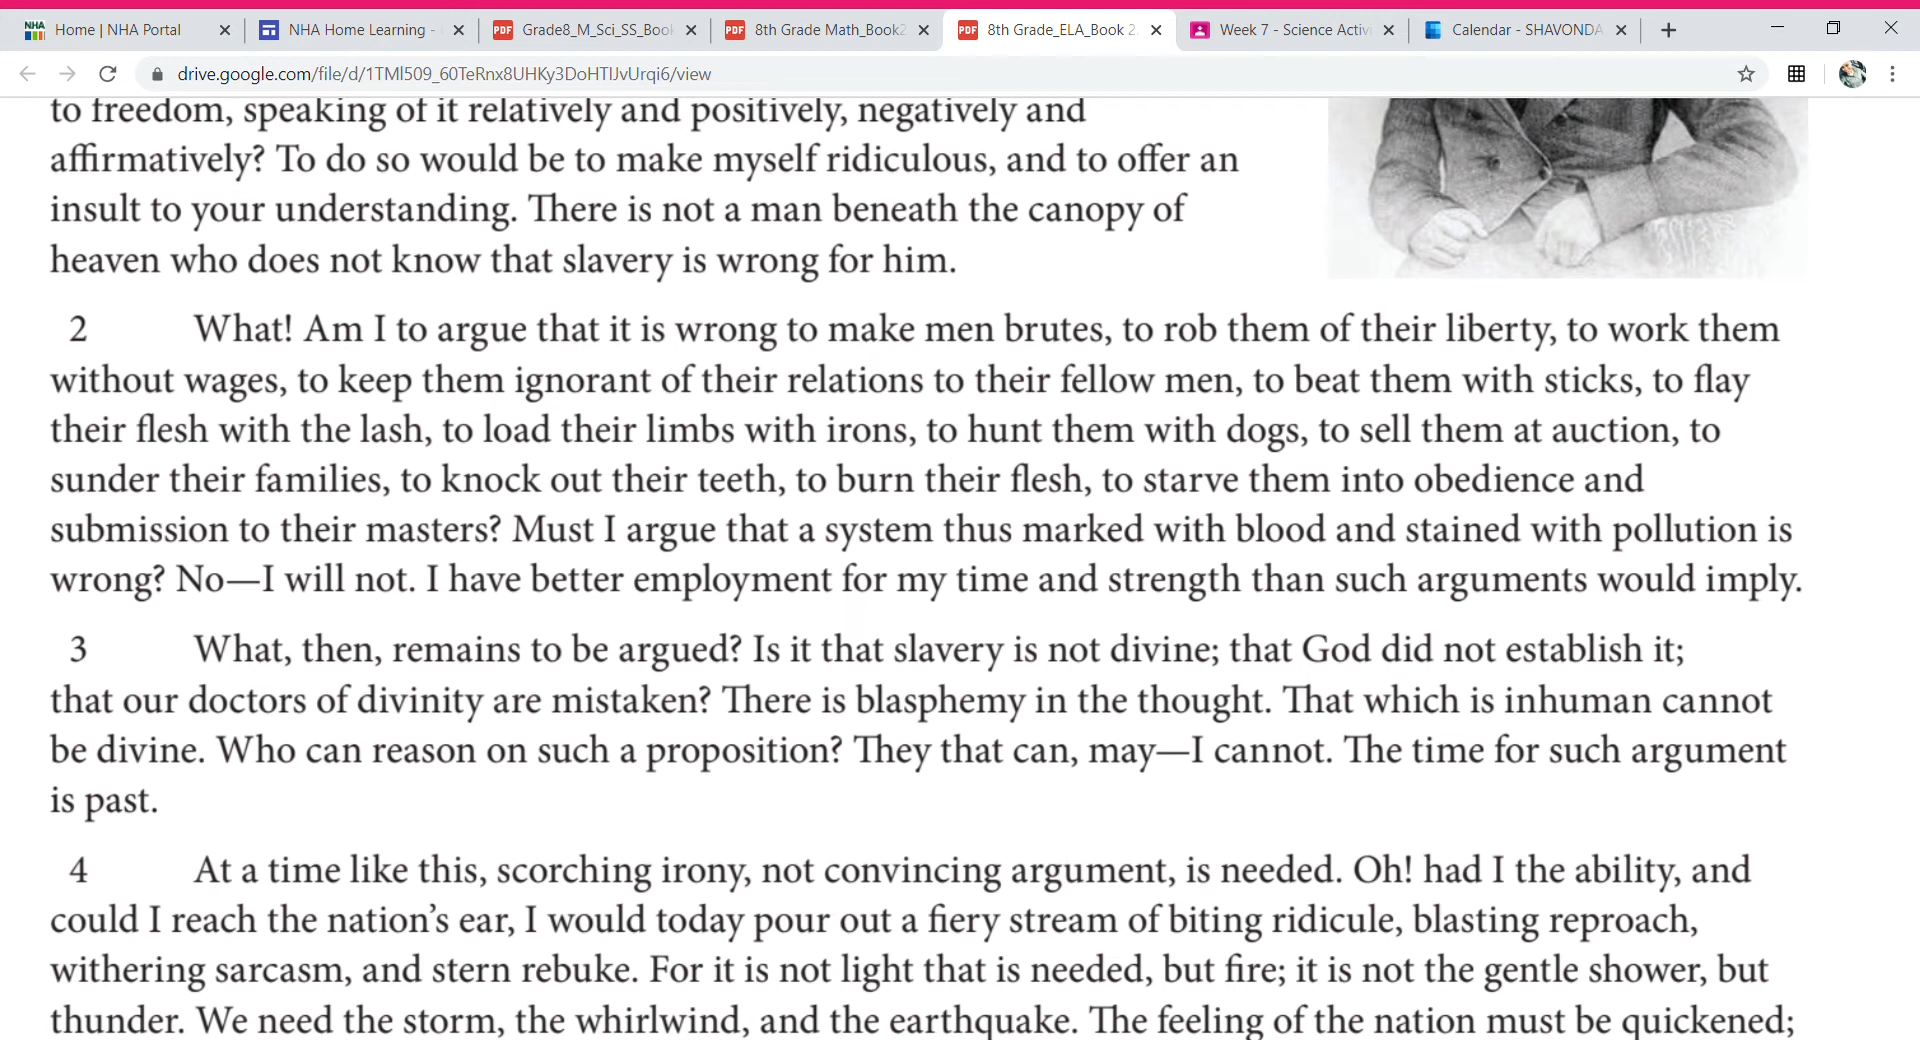 Home | NHA Portal
NHA Home Learning -
Grade8_M_Sci_SS_Book
8th Grade Math_Book2
8th Grade_ELA_Book 2.
Week 7 - Science Activi
Calendar - SHAVONDA
drive.google.com/file/d/1TMl509_60TeRnx8UHKy3DoHTlJvUrqi6/view
to freedom, speaking of it relatively and positively, negatively and
affirmatively? To do so would be to make myself ridiculous, and to offer an
insult to your understanding. There is not a man beneath the canopy of
heaven who does not know that slavery is wrong for him.
2 What! Am I to argue that it is wrong to make men brutes, to rob them of their liberty, to work them
without wages, to keep them ignorant of their relations to their fellow men, to beat them with sticks, to flay
their flesh with the lash, to load their limbs with irons, to hunt them with dogs, to sell them at auction, to
sunder their families, to knock out their teeth, to burn their flesh, to starve them into obedience and
submission to their masters? Must I argue that a system thus marked with blood and stained with pollution is
wrong? No—I will not. I have better employment for my time and strength than such arguments would imply.
3 What, then, remains to be argued? Is it that slavery is not divine; that God did not establish it;
that our doctors of divinity are mistaken? There is blasphemy in the thought. That which is inhuman cannot
be divine. Who can reason on such a proposition? They that can, may—I cannot. The time for such argument
is past.
4 At a time like this, scorching irony, not convincing argument, is needed. Oh! had I the ability, and
could I reach the nation’s ear, I would today pour out a fiery stream of biting ridicule, blasting reproach,
withering sarcasm, and stern rebuke. For it is not light that is needed, but fire; it is not the gentle shower, but
thunder. We need the storm, the whirlwind, and the earthquake. The feeling of the nation must be quickened;